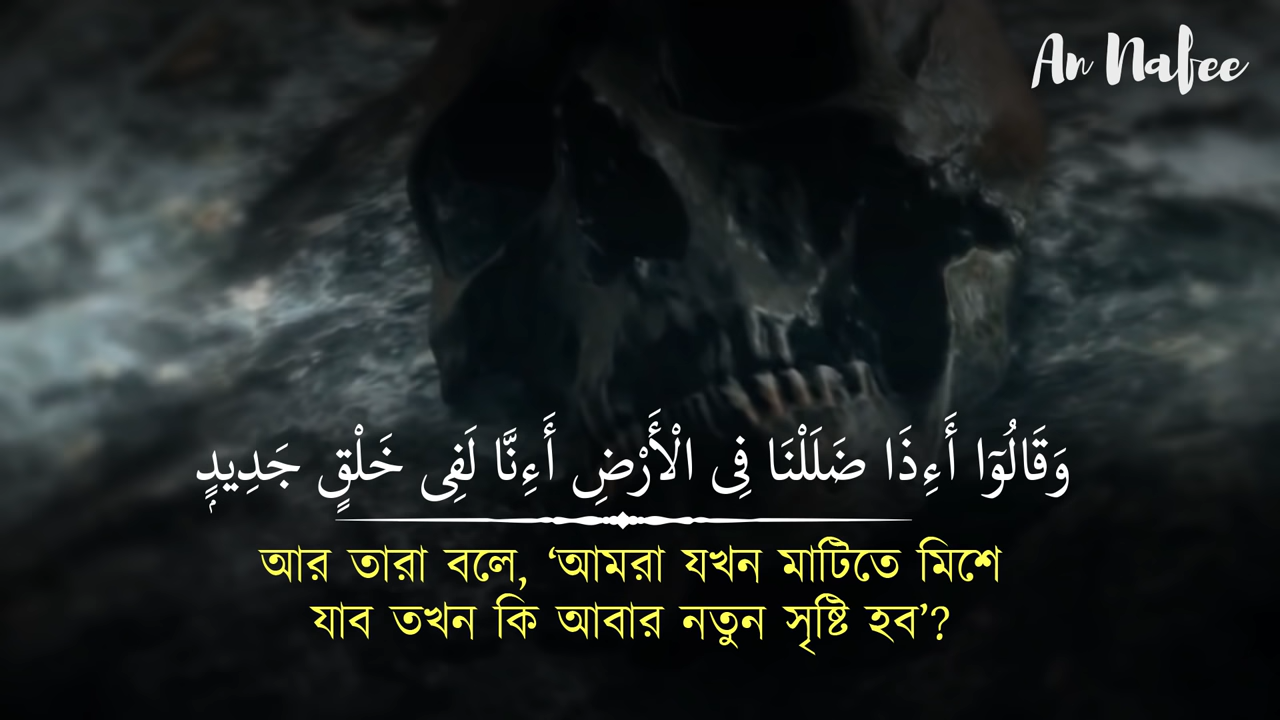 An Nafee
وَقَالُوٓا أَءِذَا ضَلَلْنَا فِى الْأَرْضِ أَءِنَّا لَفِى خَلْقٍ جَدِيدٍۭ
আর তারা বলে, ‘আমরা যখন মাটিতে মিশে
যাব তখন কি আবার নতুন সৃষ্টি হব’?